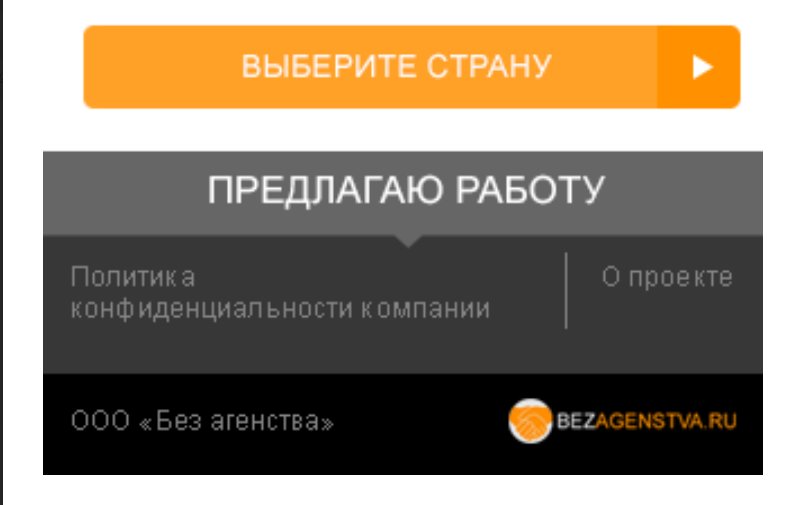 ВЫБЕРИТЕ СТРАНУ
ПРЕДЛАГАЮ РАБОТУ
Политика
конфиденциальности компании
О проекте
ООО «Без агенства»
BEZAGENSTVA.RU